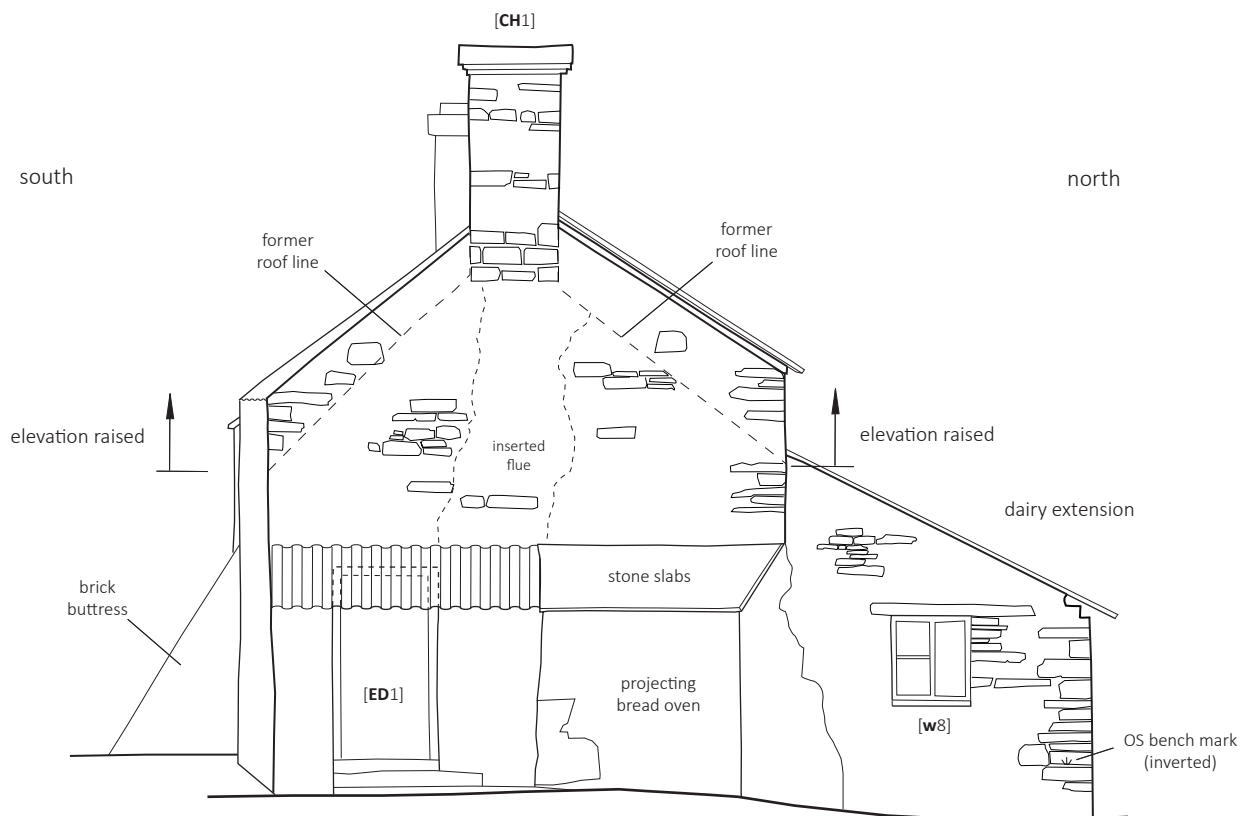 [CH1]
south
north
former
roof line
former
roof line
elevation raised
inserted
flue
elevation raised
dairy extension
brick
buttress
stone slabs
[ED1]
projecting
bread oven
[w8]
OS bench mark
(inverted)